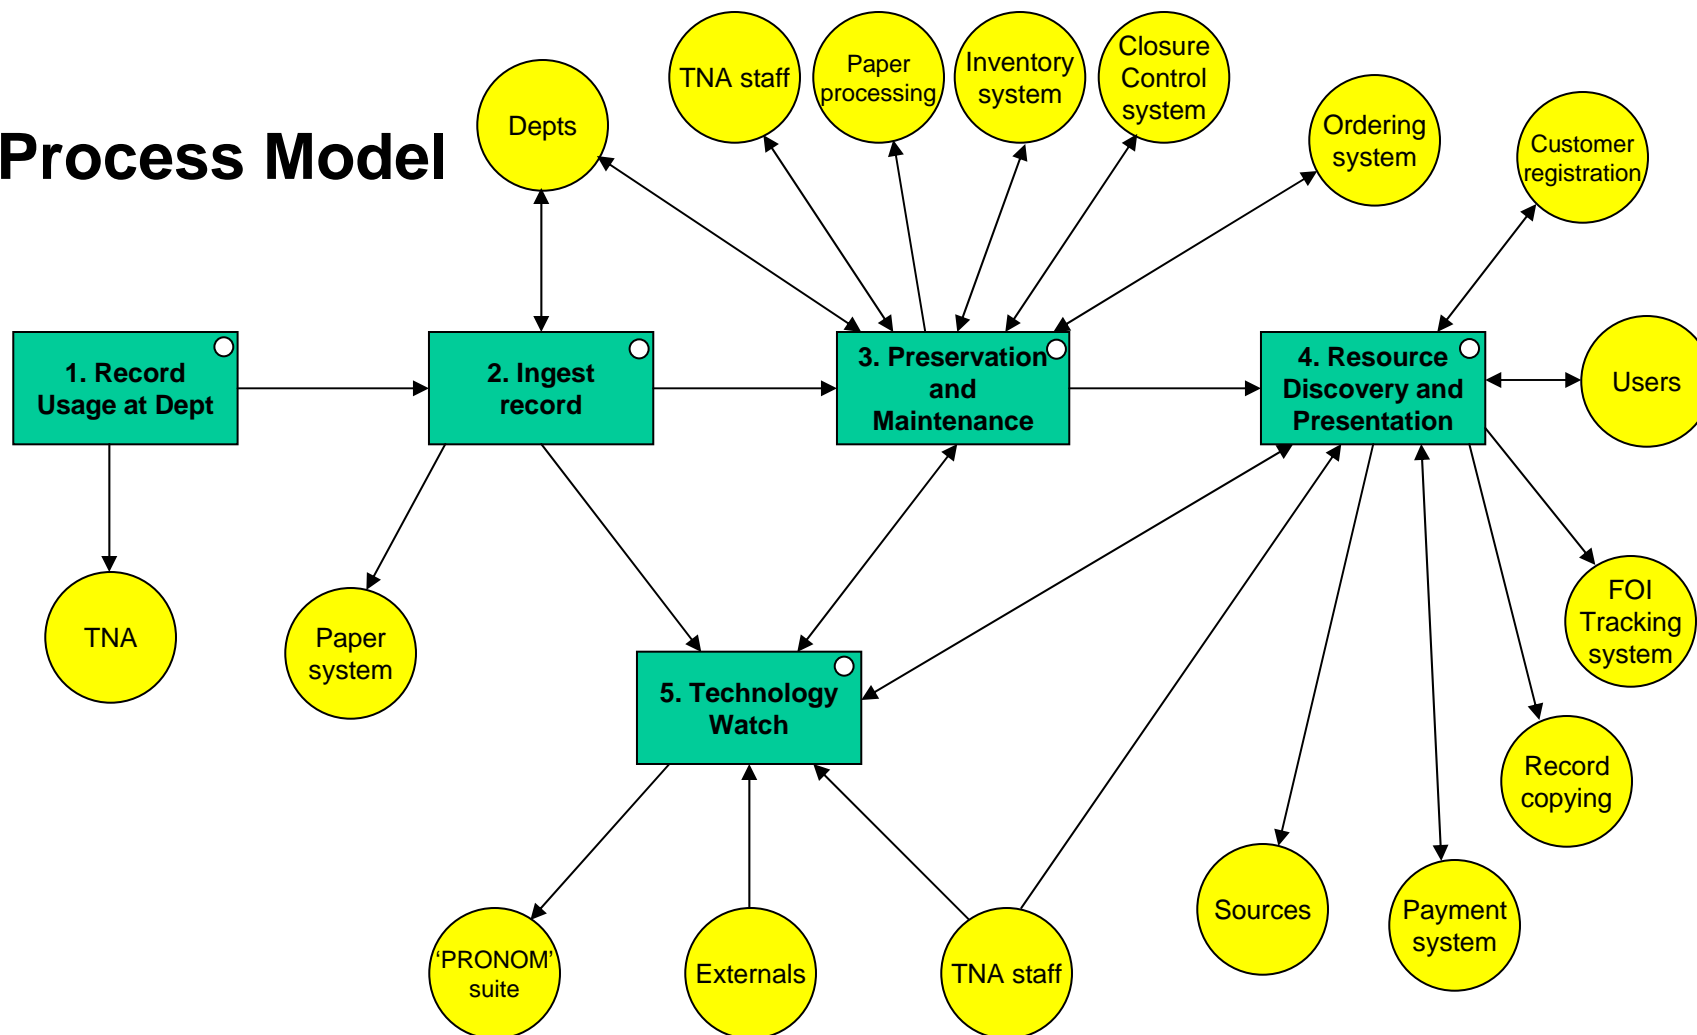 Process Model
Depts
TNA staff
Paper
processing
Inventory
system
Closure
Control
system
Ordering
system
Customer
registration
1. Record
Usage at Dept
2. Ingest
record
3. Preservation
and
Maintenance
4. Resource
Discovery and
Presentation
Users
TNA
Paper
system
5. Technology
Watch
FOI
Tracking
system
Record
copying
Sources
Payment
system
‘PRONOM’
suite
Externals
TNA staff